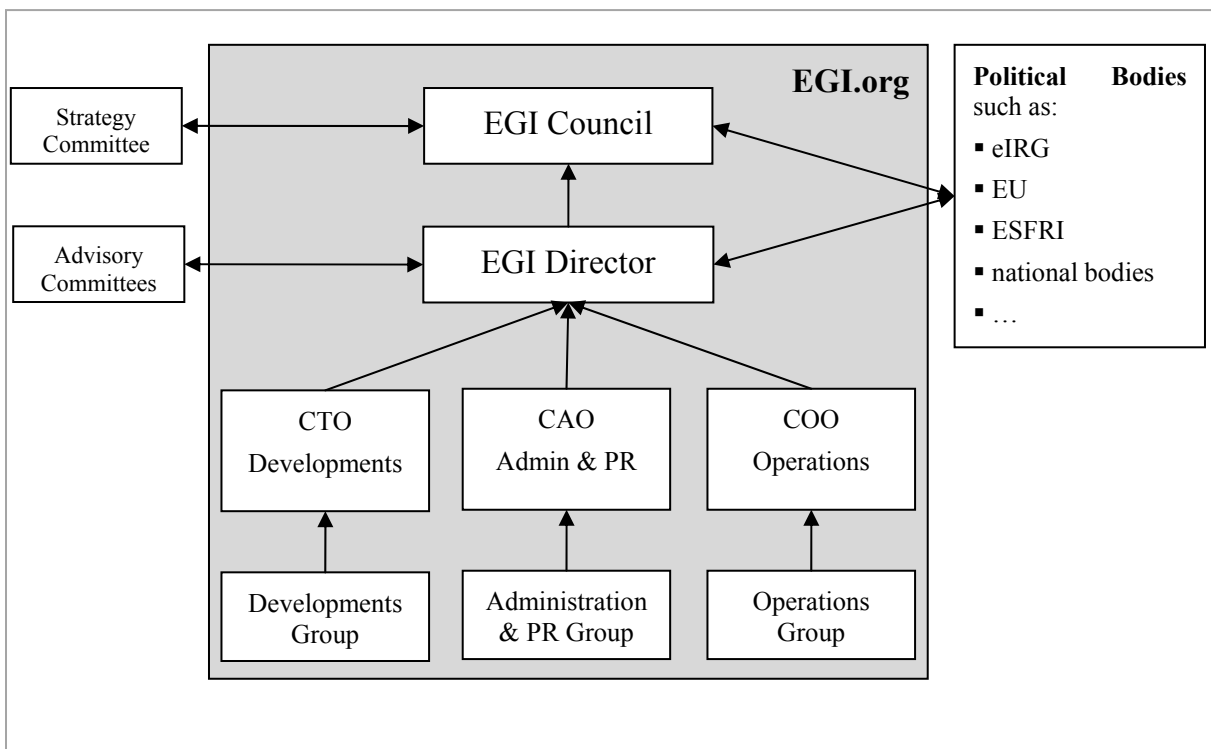 EGI.org
Strategy
Committee
EGI Council
Political Bodies
such as:
▪ eIRG
▪ EU
▪ ESFRI
▪ national bodies
▪ …
Advisory
Committees
EGI Director
CTO
Developments
CAO
Admin & PR
COO
Operations
Developments
Group
Administration
& PR Group
Operations
Group